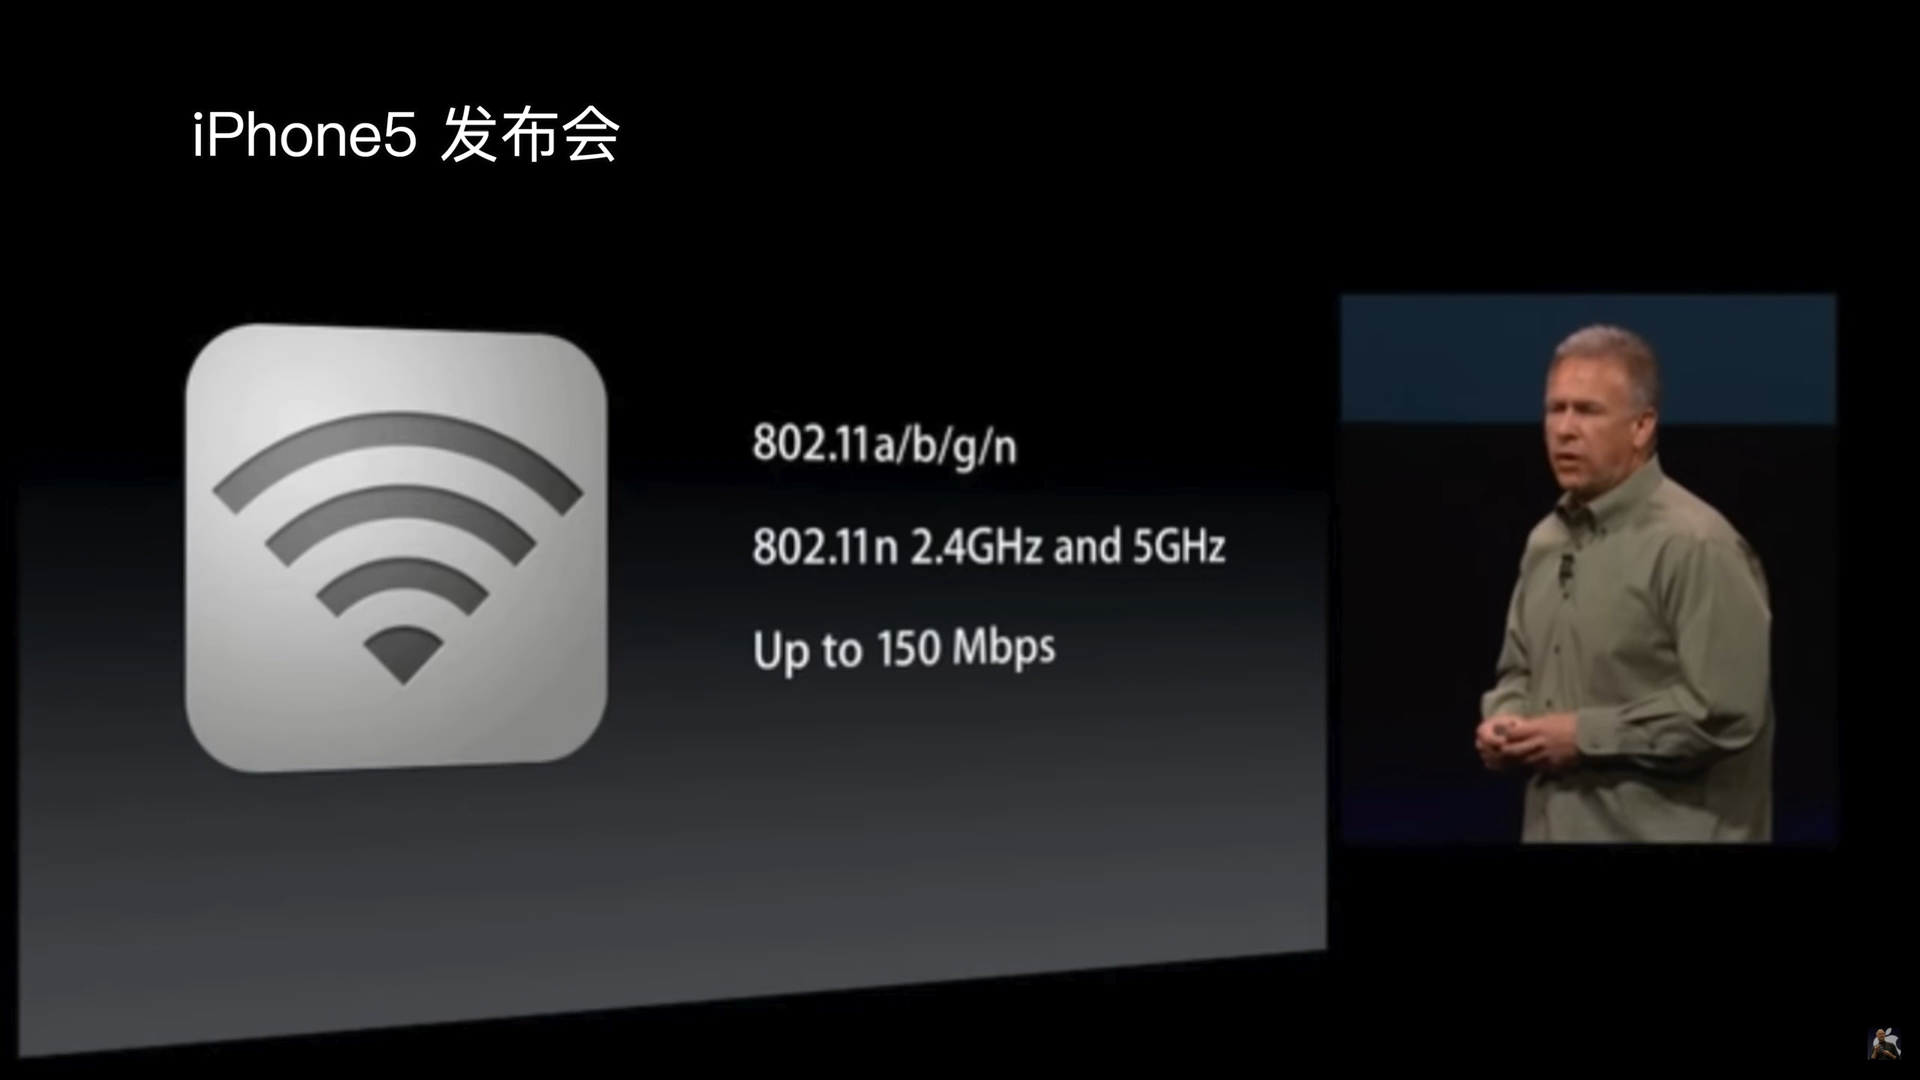 iPhone5 发布会
802.11a/b/g/n
802.11n 2.4GHz and 5GHz
Up to 150 Mbps